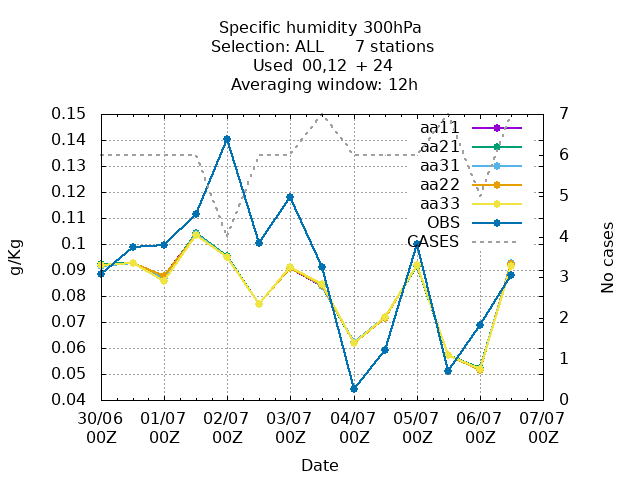 Specific humidity 300hPa
Selection: ALL 7 stations
Used 00,12 + 24
Averaging window: 12h
0.15
0.14
0.13
0.12
0.11
0.1
0.09
0.08
0.07
0.06
0.05
0.04
g/Kg
7
6
5
4
3
2
1
0
No cases
aa11
aa21
aa31
aa22
aa33
OBS
CASES
30/06 01/07 02/07 03/07 04/07 05/07 06/07 07/07
00Z 00Z 00Z 00Z 00Z 00Z 00Z 00Z
Date